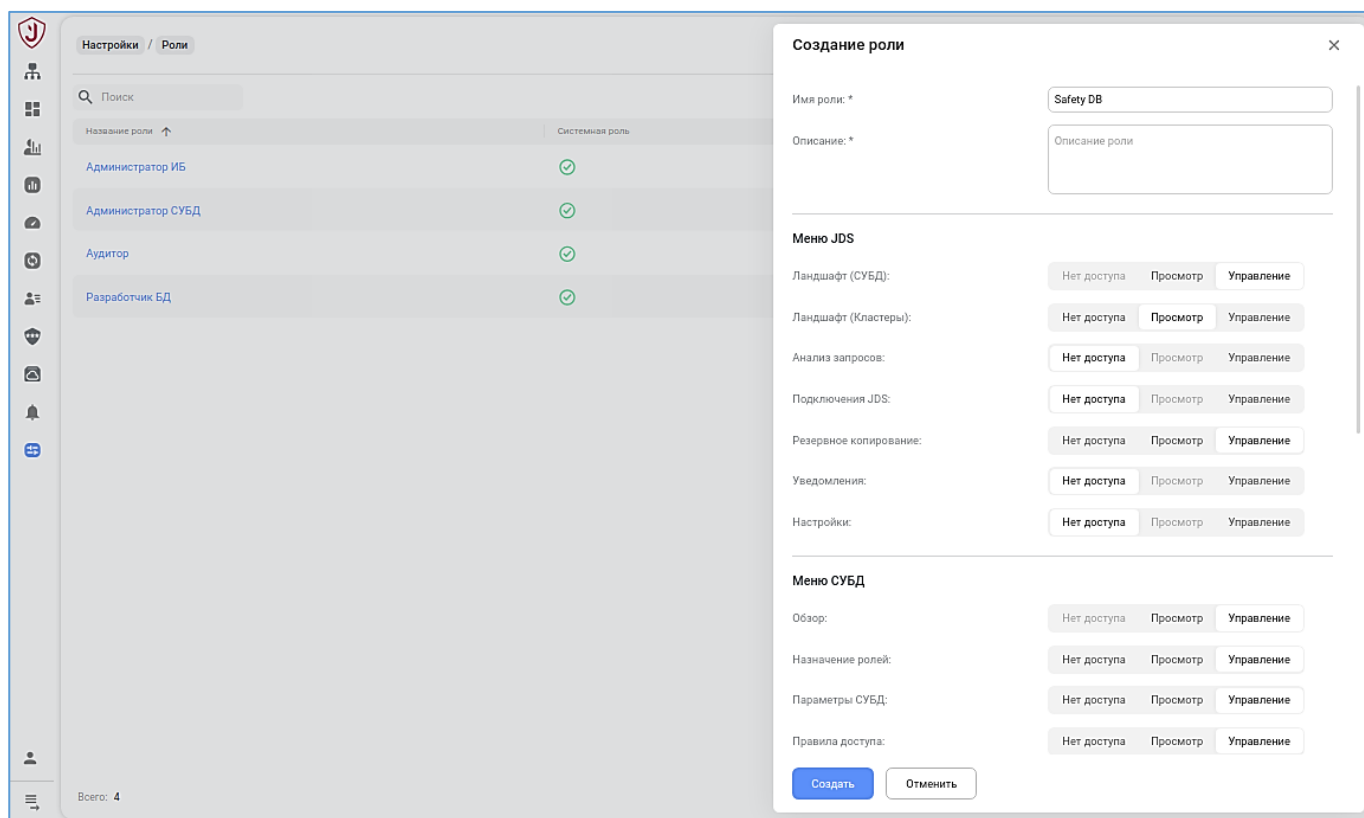 Настройки / Роли
Поиск
Название роли Системная роль
Администратор ИБ
Администратор СУБД
Аудитор
Разработчик БД
Всего: 4
Создание роли
Имя роли: * Safety DB
Описание: * Описание роли
Меню JDS
Ландшафт (СУБД): Нет доступа Просмотр Управление
Ландшафт (Кластеры): Нет доступа Просмотр Управление
Анализ запросов: Нет доступа Просмотр Управление
Подключения JDS: Нет доступа Просмотр Управление
Резервное копирование: Нет доступа Просмотр Управление
Уведомления: Нет доступа Просмотр Управление
Настройки: Нет доступа Просмотр Управление
Меню СУБД
Обзор: Нет доступа Просмотр Управление
Назначение ролей: Нет доступа Просмотр Управление
Параметры СУБД: Нет доступа Просмотр Управление
Правила доступа: Нет доступа Просмотр Управление
Создать Отменить